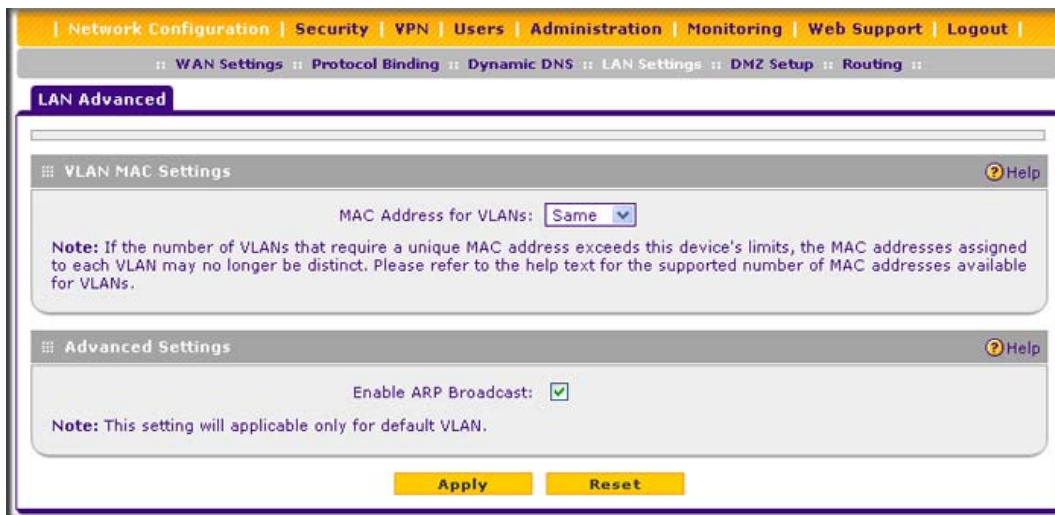 | Network Configuration | Security | VPN | Users | Administration | Monitoring | Web Support | Logout |
:: WAN Settings :: Protocol Binding :: Dynamic DNS :: LAN Settings :: DMZ Setup :: Routing ::
LAN Advanced
VLAN MAC Settings
? Help
MAC Address for VLANs: Same
Note: If the number of VLANs that require a unique MAC address exceeds this device's limits, the MAC addresses assigned
to each VLAN may no longer be distinct. Please refer to the help text for the supported number of MAC addresses available
for VLANs.
Advanced Settings
? Help
Enable ARP Broadcast:
Note: This setting will applicable only for default VLAN.
Apply
Reset